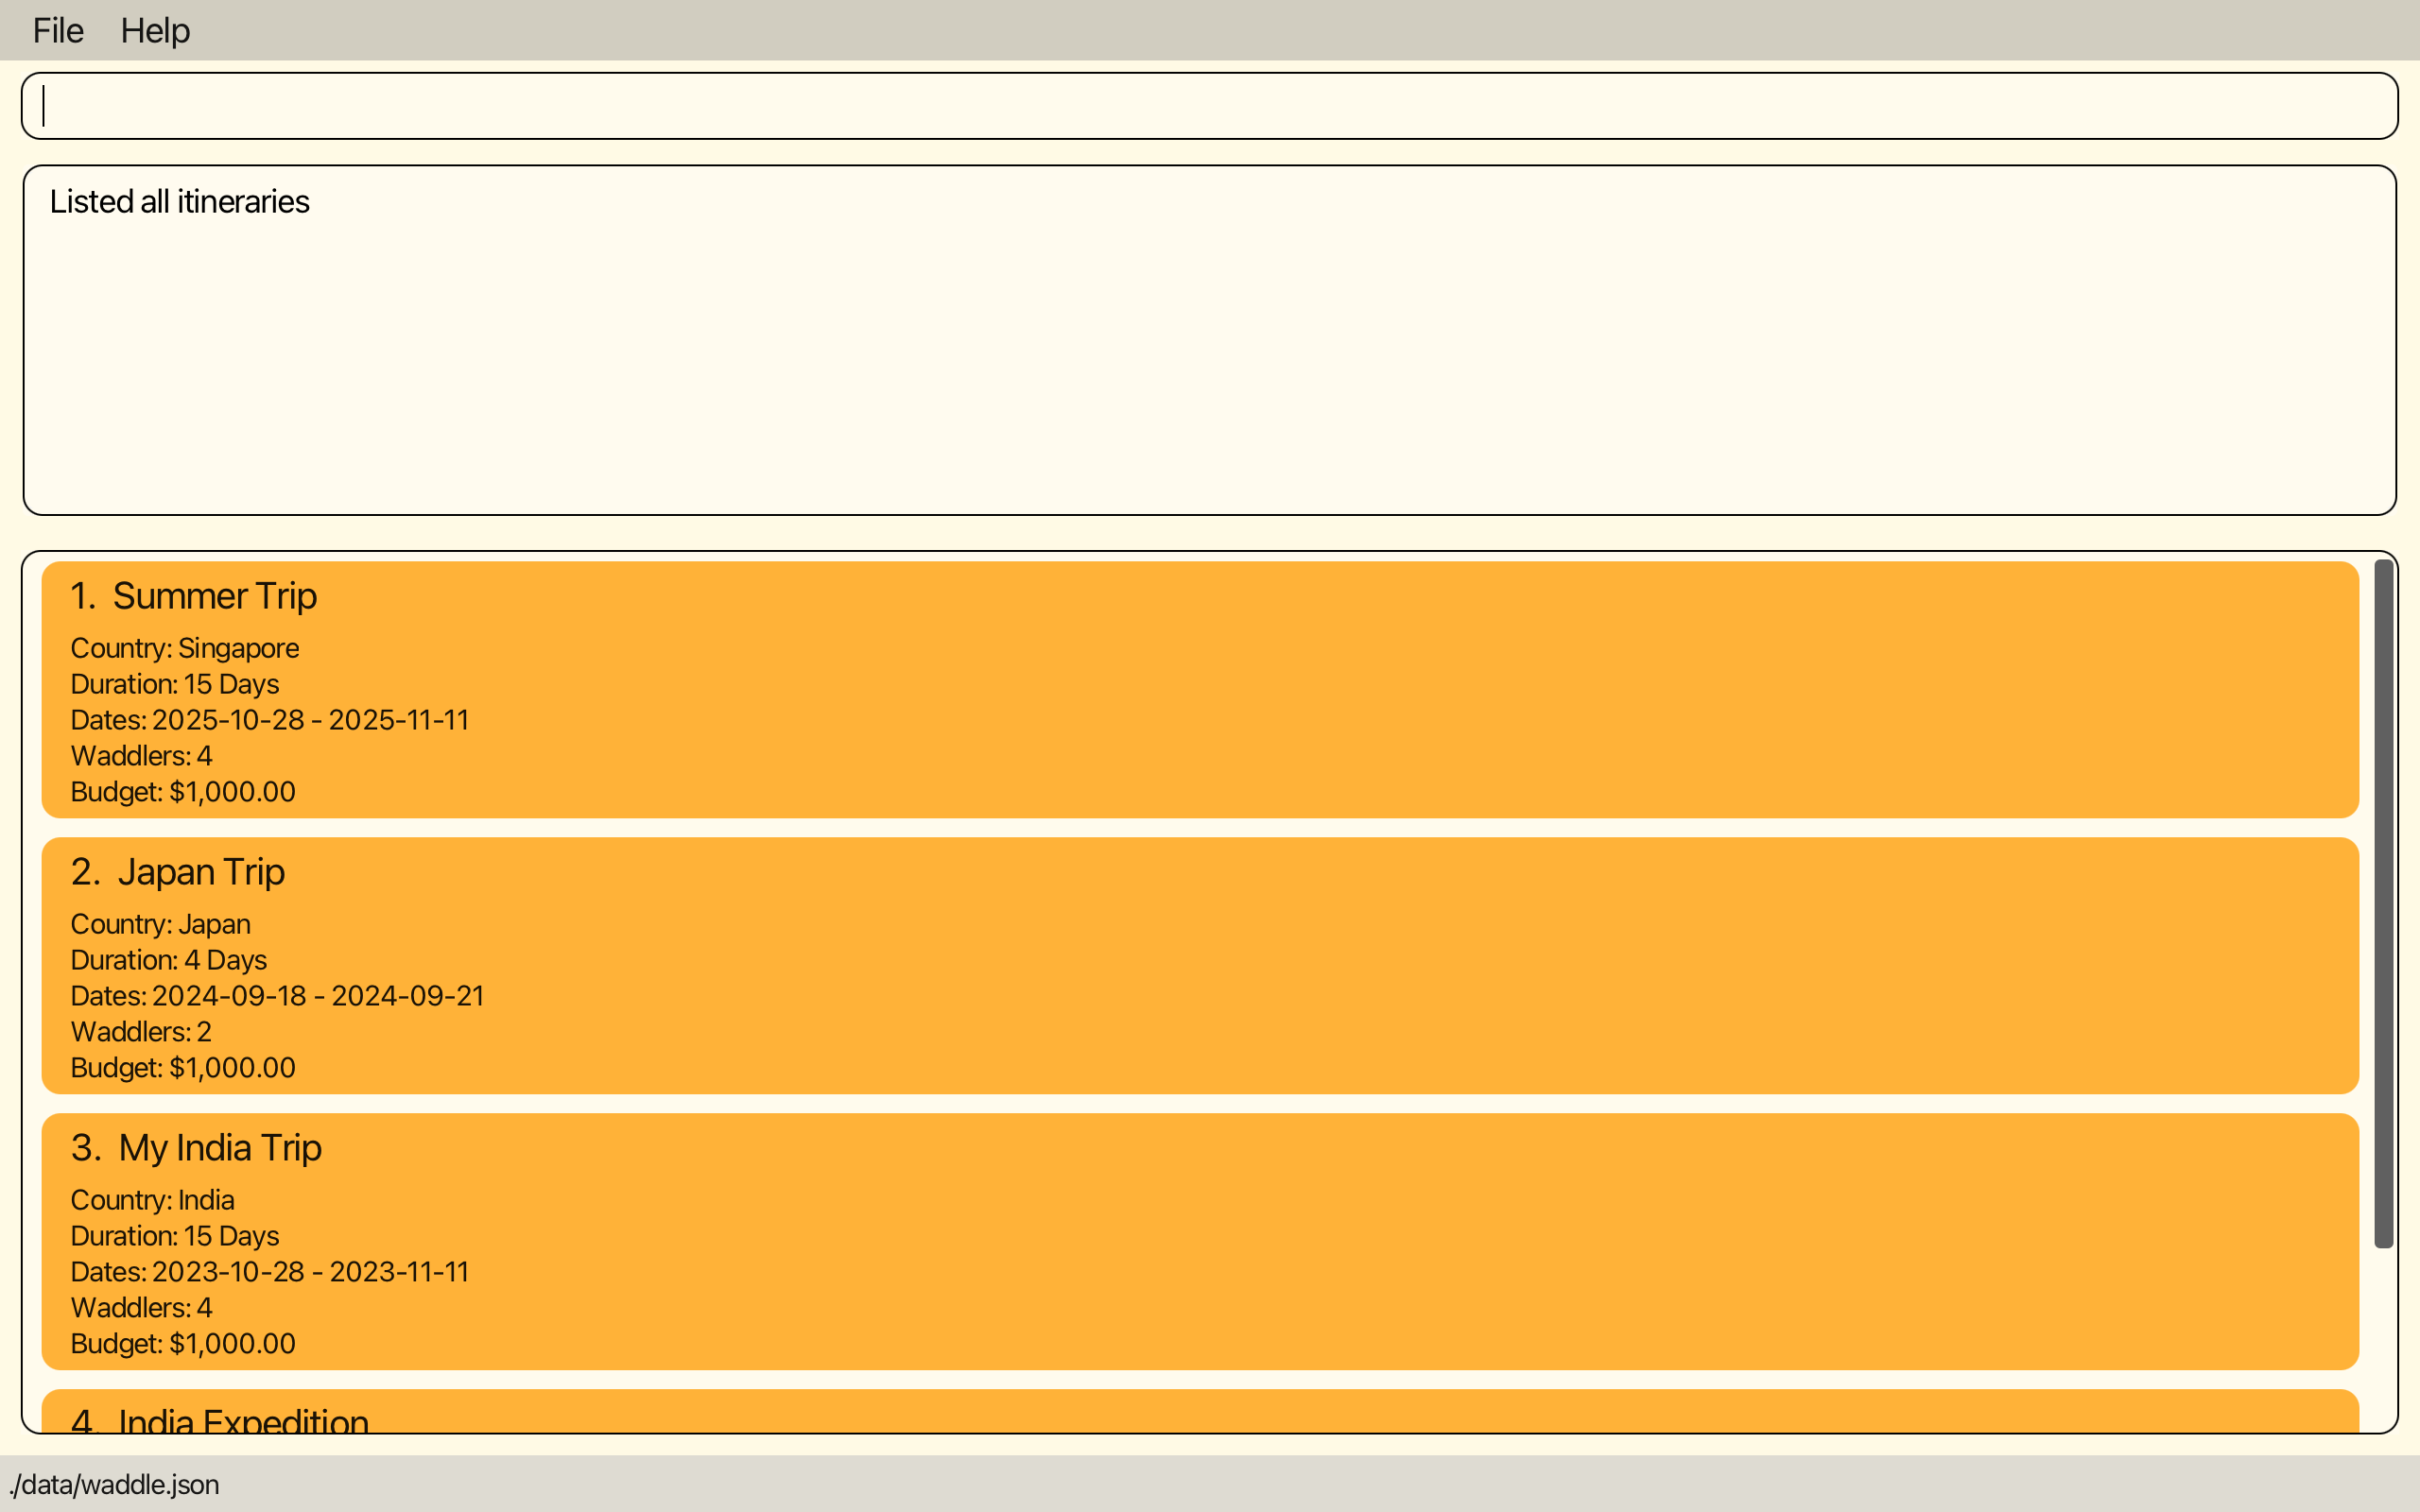 File Help
Listed all itineraries
1. Summer Trip
Country: Singapore
Duration: 15 Days
Dates: 2025-10-28 - 2025-11-11
Waddlers: 4
Budget: $1,000.00
2. Japan Trip
Country: Japan
Duration: 4 Days
Dates: 2024-09-18 - 2024-09-21
Waddlers: 2
Budget: $1,000.00
3. My India Trip
Country: India
Duration: 15 Days
Dates: 2023-10-28 - 2023-11-11
Waddlers: 4
Budget: $1,000.00
4. India Expedition
./data/waddle.json